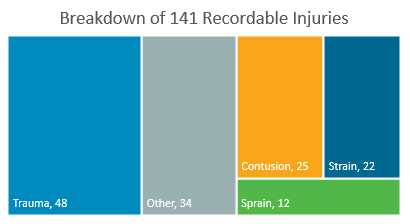 Breakdown of 141 Recordable Injuries
Trauma, 48
Other, 34
Contusion, 25
Strain, 22
Sprain, 12